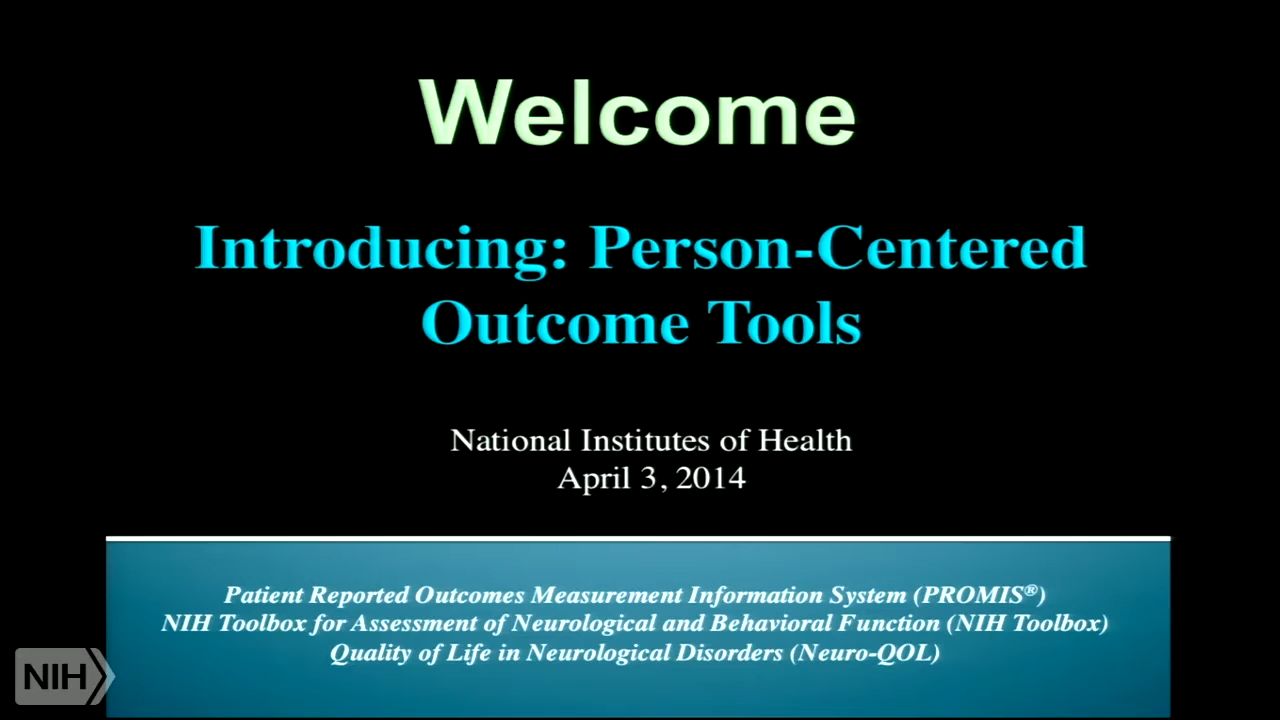 Welcome
Introducing: Person-Centered
Outcome Tools
National Institutes of Health
April 3, 2014
Patient Reported Outcomes Measurement Information System (PROMIS®)
NIH Toolbox for Assessment of Neurological and Behavioral Function (NIH Toolbox)
Quality of Life in Neurological Disorders (Neuro-QOL)
NIH